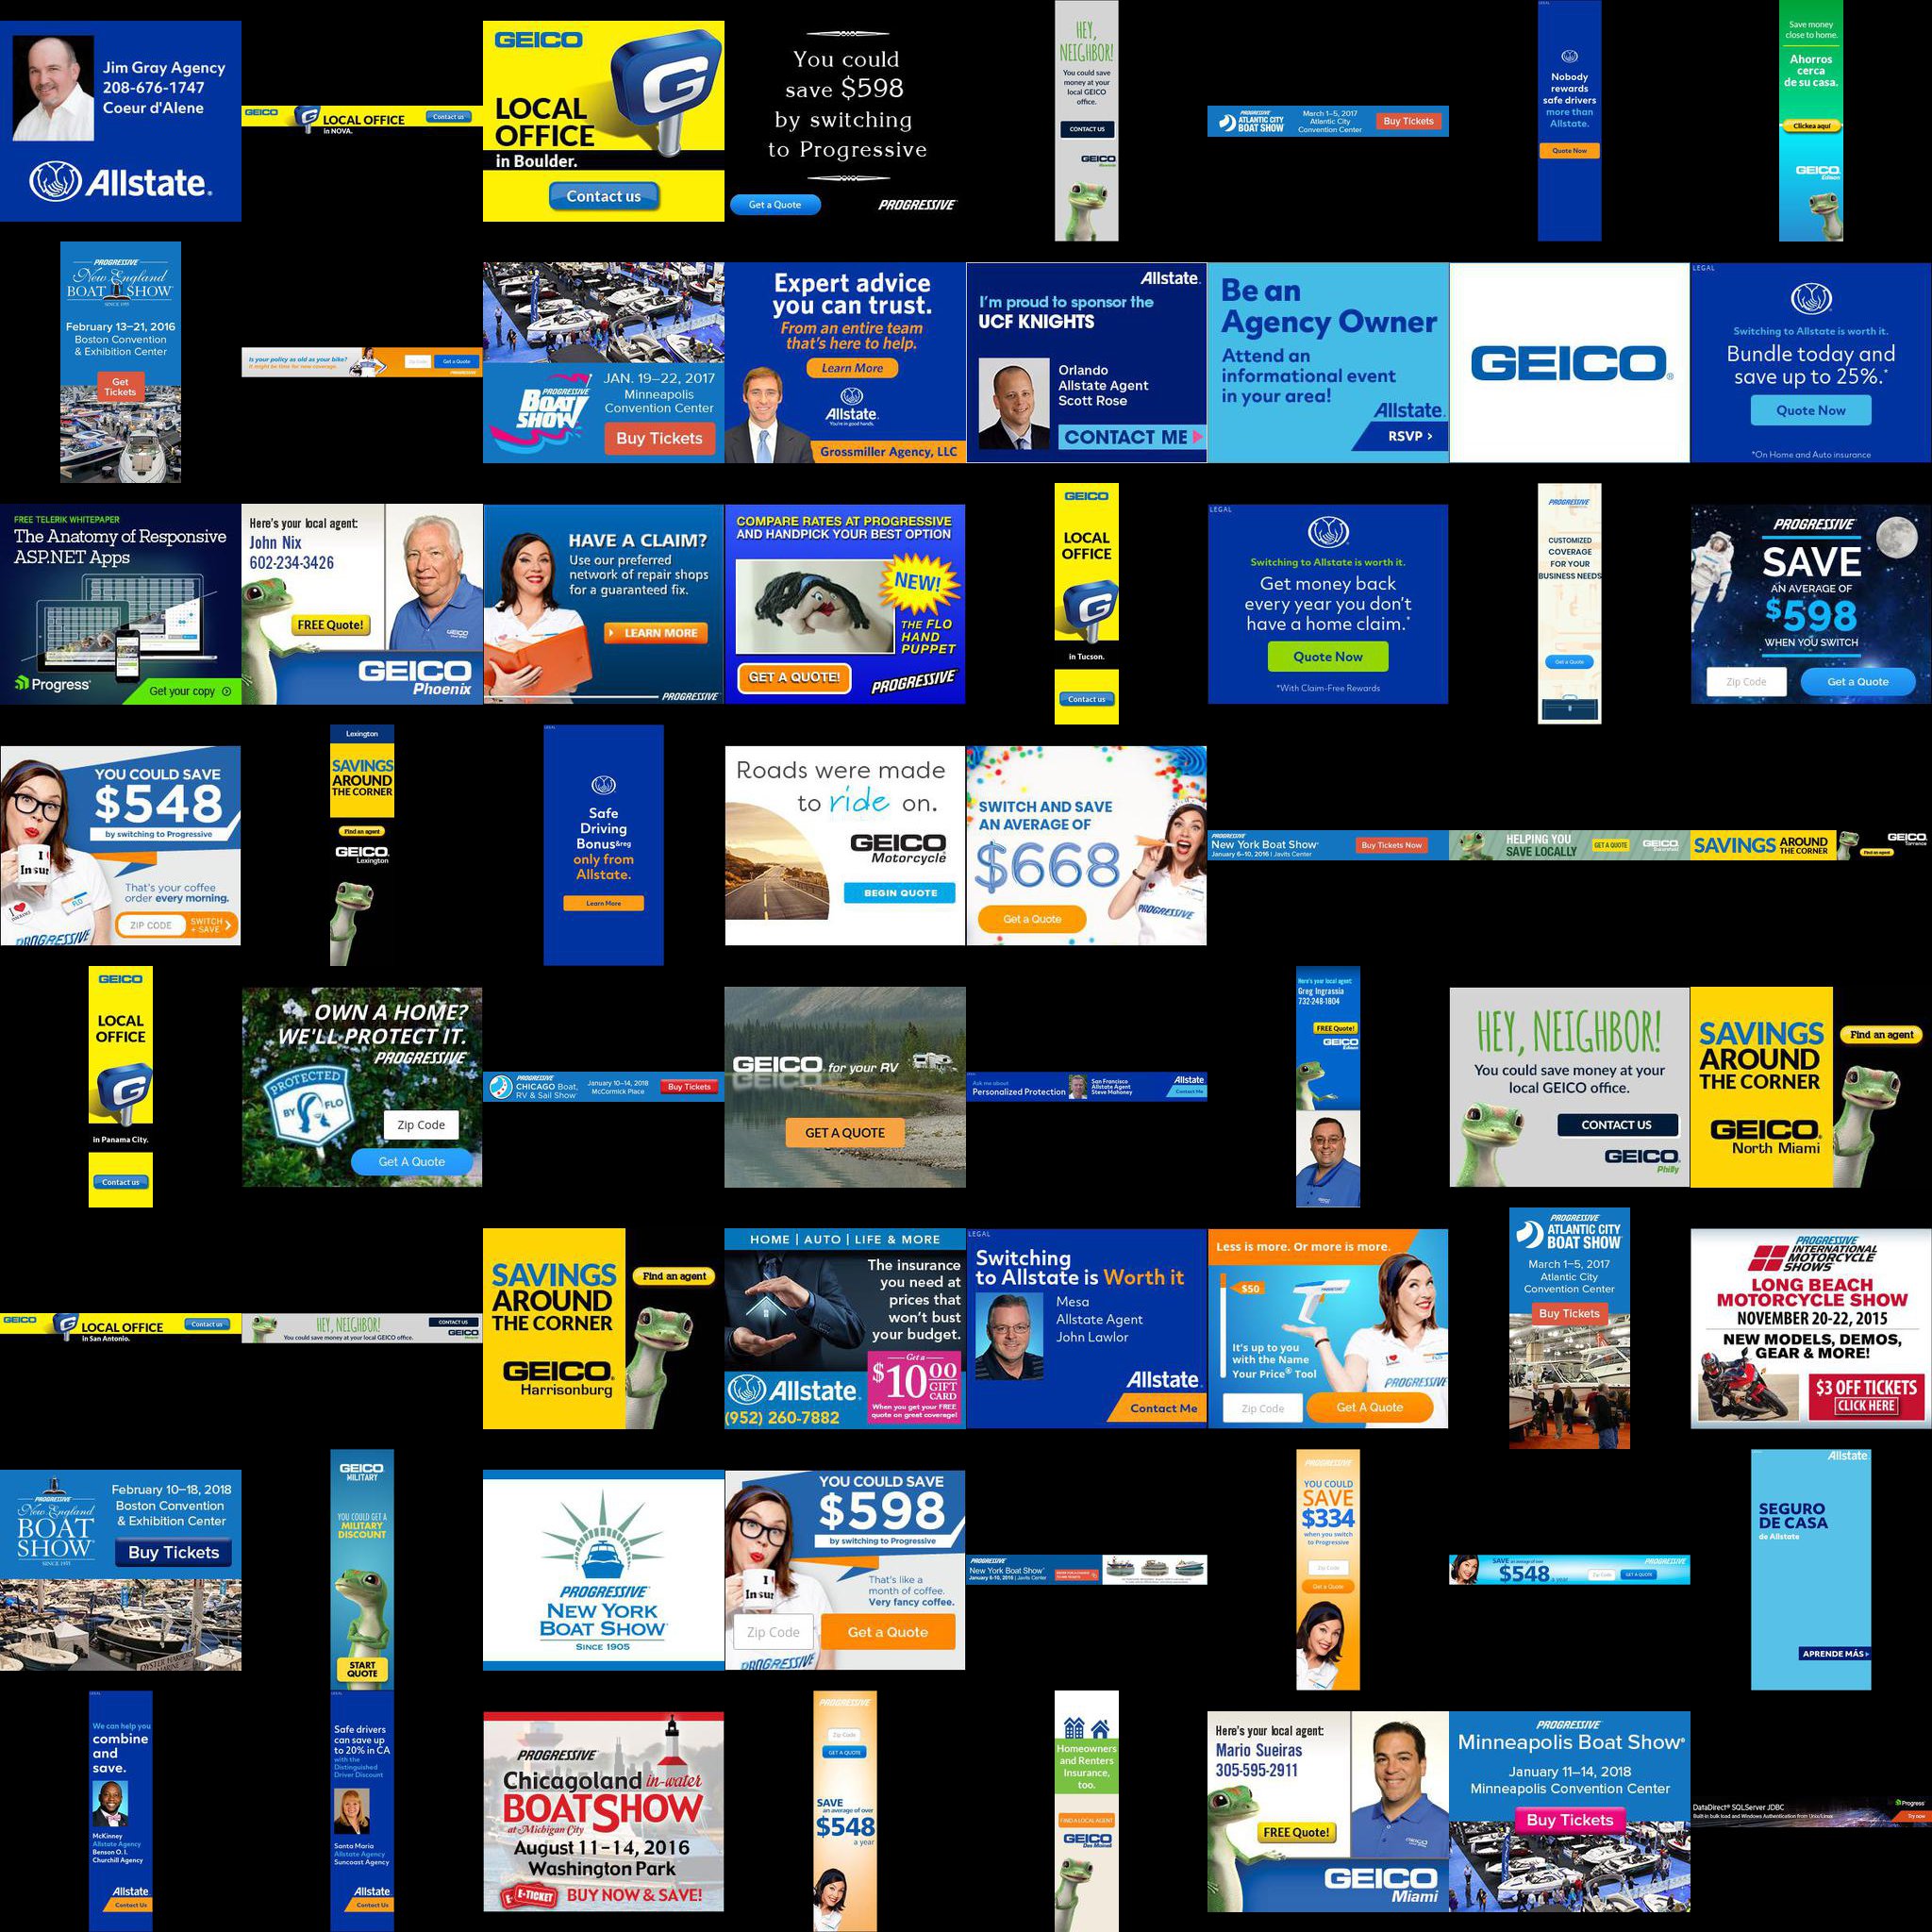 Jim Gray Agency
208-676-1747
Coeur d'Alene
Allstate.
GEICO
LOCAL OFFICE
in NOVA.
Contact us
GEICO
LOCAL
OFFICE
in Boulder.
Contact us
You could
save $598
by switching
to Progressive
Get a Quote
PROGRESSIVE
HEY,
NEIGHBOR!
You could save
money at your
local GEICO
office.
CONTACT US
GEICO
PROGRESSIVE
ATLANTIC CITY
BOAT SHOW
March 1–5, 2017
Atlantic City
Convention Center
Buy Tickets
LEGAL
Nobody
rewards
safe drivers
more than
Allstate.
Quote Now
Save money
close to home.
Ahorros
cerca
de su casa.
Clickea aquí
GEICO
Edison
PROGRESSIVE
New England
BOAT SHOW
SINCE 1957
February 13–21, 2016
Boston Convention
& Exhibition Center
Get
Tickets
Is your policy as old as your bike?
It might be time for new coverage.
Zip Code
Get a Quote
PROGRESSIVE
PROGRESSIVE
BOAT
SHOW
JAN. 19–22, 2017
Minneapolis
Convention Center
Buy Tickets
Expert advice
you can trust.
From an entire team
that's here to help.
Learn More
Allstate.
You're in good hands.
Grossmiller Agency, LLC
Allstate.
I'm proud to sponsor the
UCF KNIGHTS
Orlando
Allstate Agent
Scott Rose
CONTACT ME
Be an
Agency Owner
Attend an
informational event
in your area!
Allstate.
RSVP >
GEICO®
LEGAL
Switching to Allstate is worth it.
Bundle today and
save up to 25%.*
Quote Now
*On Home and Auto insurance
FREE TELERIK WHITEPAPER
The Anatomy of Responsive
ASP.NET Apps
Progress
Get your copy
Here's your local agent:
John Nix
602-234-3426
FREE Quote!
GEICO
Phoenix
HAVE A CLAIM?
Use our preferred
network of repair shops
for a guaranteed fix.
LEARN MORE
PROGRESSIVE
COMPARE RATES AT PROGRESSIVE
AND HANDPICK YOUR BEST OPTION
NEW!
THE FLO
HAND
PUPPET
GET A QUOTE!
PROGRESSIVE
GEICO
LOCAL
OFFICE
in Tucson.
Contact us
LEGAL
Switching to Allstate is worth it.
Get money back
every year you don't
have a home claim.*
Quote Now
*With Claim-Free Rewards
PROGRESSIVE
CUSTOMIZED
COVERAGE
FOR YOUR
BUSINESS NEEDS
Get a Quote
PROGRESSIVE
SAVE
AN AVERAGE OF
$598
WHEN YOU SWITCH
Zip Code
Get a Quote
YOU COULD SAVE
$548
by switching to Progressive
I
Insur
That's your coffee
order every morning.
ZIP CODE
SWITCH
+ SAVE
PROGRESSIVE
Lexington
SAVINGS
AROUND
THE CORNER
Find an agent
GEICO
Lexington
Safe
Driving
Bonus&reg
only from
Allstate.
Learn More
Roads were made
to ride on.
GEICO
Motorcycle
BEGIN QUOTE
SWITCH AND SAVE
AN AVERAGE OF
$668
Get a Quote
PROGRESSIVE
PROGRESSIVE
New York Boat Show
January 6–10, 2016 | Javits Center
Buy Tickets Now
HELPING YOU
SAVE LOCALLY
GET A QUOTE
GEICO
SAVINGS AROUND
THE CORNER
Find an agent
GEICO
Torrance
GEICO
LOCAL
OFFICE
in Panama City.
Contact us
OWN A HOME?
WE'LL PROTECT IT.
PROGRESSIVE
PROTECTED
BY FLO
Zip Code
Get A Quote
PROGRESSIVE
CHICAGO Boat,
RV & Sail Show
January 10–14, 2018
McCormick Place
Buy Tickets
GEICO for your RV
GET A QUOTE
Ask me about
Personalized Protection
San Francisco
Allstate Agent
Steve Mahoney
Allstate
Contact Me
Here's your local agent:
Greg Ingrassia
732-248-1804
FREE Quote!
GEICO
Edison
HEY, NEIGHBOR!
You could save money at your
local GEICO office.
CONTACT US
GEICO
Philly
SAVINGS
AROUND
THE CORNER
GEICO
North Miami
Find an agent
GEICO
LOCAL OFFICE
in San Antonio.
Contact us
HEY, NEIGHBOR!
You could save money at your local GEICO office.
CONTACT US
GEICO
SAVINGS
AROUND
THE CORNER
GEICO
Harrisonburg
Find an agent
HOME | AUTO | LIFE & MORE
The insurance
you need at
prices that
won't bust
your budget.
Allstate.
(952) 260-7882
Get a
$10.00
GIFT
CARD
When you get your FREE
quote on great coverage!
LEGAL
Switching
to Allstate is Worth it
Mesa
Allstate Agent
John Lawlor
Allstate.
Contact Me
Less is more. Or more is more.
$50
It's up to you
with the Name
Your Price® Tool
PROGRESSIVE
Zip Code
Get A Quote
PROGRESSIVE
ATLANTIC CITY
BOAT SHOW
March 1–5, 2017
Atlantic City
Convention Center
Buy Tickets
PROGRESSIVE
INTERNATIONAL
MOTORCYCLE
SHOWS
LONG BEACH
MOTORCYCLE SHOW
NOVEMBER 20-22, 2015
NEW MODELS, DEMOS,
GEAR & MORE!
$3 OFF TICKETS
CLICK HERE
PROGRESSIVE
New England
BOAT
SHOW
February 10–18, 2018
Boston Convention
& Exhibition Center
Buy Tickets
GEICO
MILITARY
YOU COULD GET A
MILITARY
DISCOUNT
START
QUOTE
PROGRESSIVE
NEW YORK
BOAT SHOW
SINCE 1905
YOU COULD SAVE
$598
by switching to Progressive
I
Insur
That's like a
month of coffee.
Very fancy coffee.
Zip Code
Get a Quote
PROGRESSIVE
PROGRESSIVE
New York Boat Show
January 6-10, 2016 | Javits Center
PROGRESSIVE
YOU COULD
SAVE
$334
when you switch
to Progressive
Zip Code
Get a Quote
SAVE an average of over
$548 a year
Zip Code
GET A QUOTE
PROGRESSIVE
Allstate
SEGURO
DE CASA
de Allstate
APRENDE MÁS
We can help you
combine
and
save.
McKinney
Allstate Agency
Benson O. I.
Churchill Agency
Allstate
Contact Us
Safe drivers
can save up
to 20% in CA
with the
Distinguished
Driver Discount
Santa Maria
Allstate Agency
Suncoast Agency
Allstate
Contact Us
PROGRESSIVE
Chicagoland in-water
BOATSHOW
at Michigan City
August 11–14, 2016
Washington Park
E-TICKET
BUY NOW & SAVE!
PROGRESSIVE
Zip Code
GET A QUOTE
SAVE
an average of over
$548
a year
Homeowners
and Renters
Insurance,
too.
FIND A LOCAL AGENT
GEICO
Des Moines
Here's your local agent:
Mario Sueiras
305-595-2911
FREE Quote!
GEICO
Miami
PROGRESSIVE
Minneapolis Boat Show®
January 11–14, 2018
Minneapolis Convention Center
Buy Tickets
DataDirect® SQLServer JDBC
Built-in bulk load and Windows Authentication from Unix/Linux
Progress
Try now